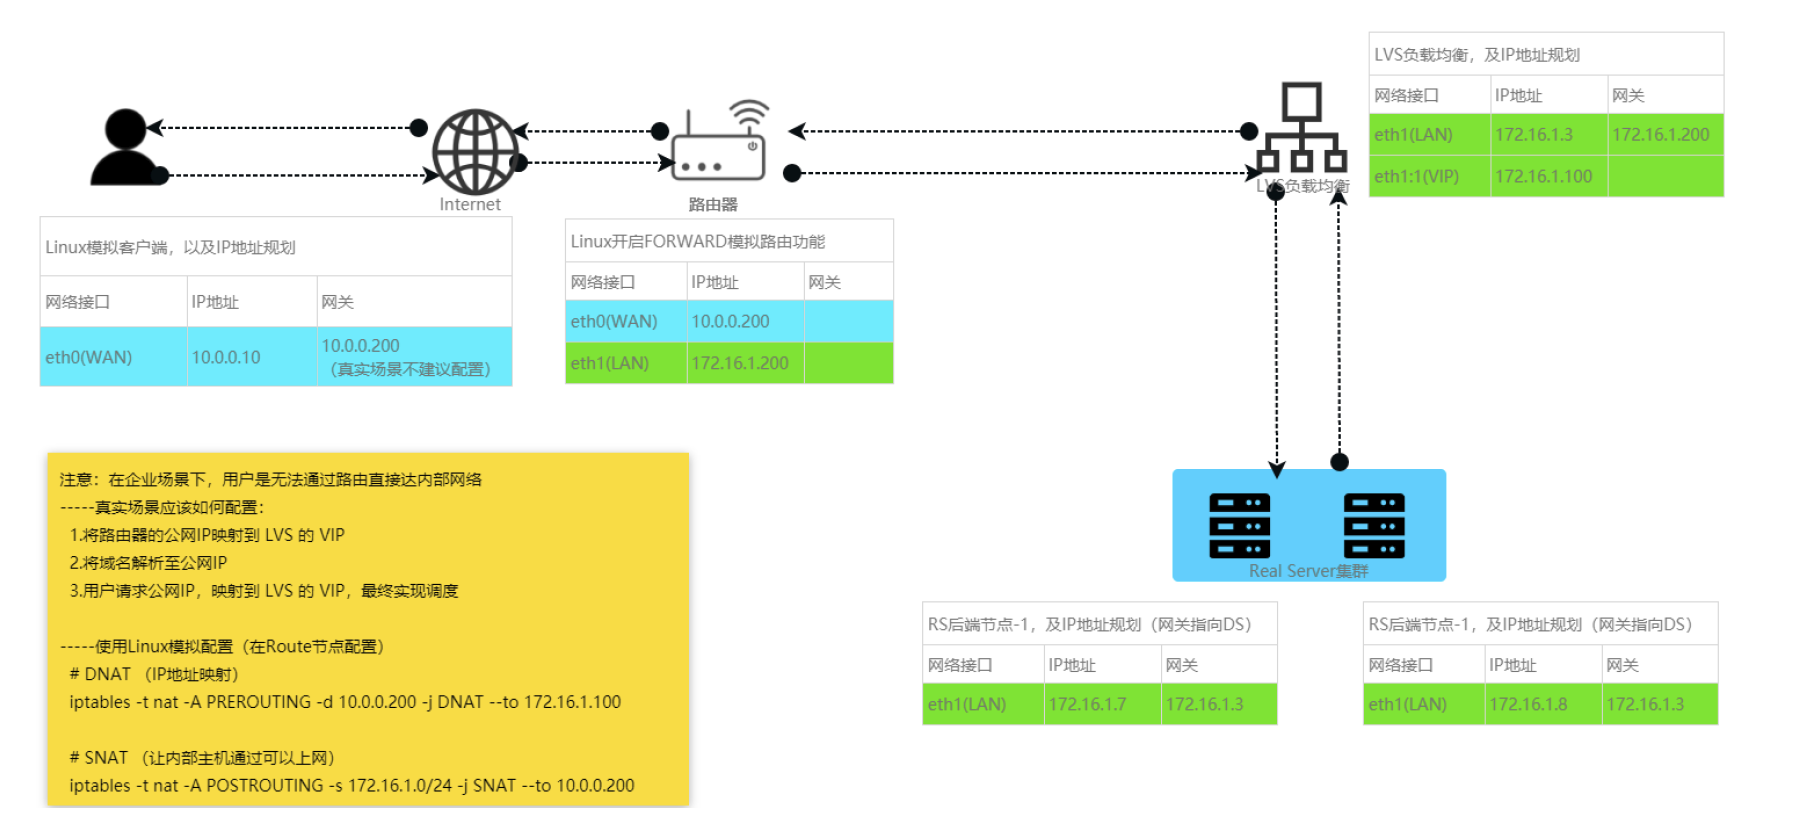 LVS负载均衡，及IP地址规划
网络接口 IP地址 网关
eth1(LAN) 172.16.1.3 172.16.1.200
eth1:1(VIP) 172.16.1.100
Internet
路由器
LVS负载均衡
Linux模拟客户端，以及IP地址规划
网络接口 IP地址 网关
eth0(WAN) 10.0.0.10 10.0.0.200
（真实场景不建议配置）
Linux开启FORWARD模拟路由功能
网络接口 IP地址 网关
eth0(WAN) 10.0.0.200
eth1(LAN) 172.16.1.200
注意：在企业场景下，用户是无法通过路由直接达内部网络
-----真实场景应该如何配置：
1.将路由器的公网IP映射到 LVS 的 VIP
2.将域名解析至公网IP
3.用户请求公网IP，映射到 LVS 的 VIP，最终实现调度
-----使用Linux模拟配置（在Route节点配置）
# DNAT （IP地址映射）
iptables -t nat -A PREROUTING -d 10.0.0.200 -j DNAT --to 172.16.1.100
# SNAT （让内部主机通过可以上网）
iptables -t nat -A POSTROUTING -s 172.16.1.0/24 -j SNAT --to 10.0.0.200
Real Server集群
RS后端节点-1，及IP地址规划（网关指向DS）
网络接口 IP地址 网关
eth1(LAN) 172.16.1.7 172.16.1.3
RS后端节点-1，及IP地址规划（网关指向DS）
网络接口 IP地址 网关
eth1(LAN) 172.16.1.8 172.16.1.3